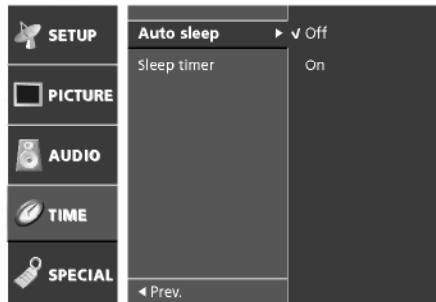 SETUP
PICTURE
AUDIO
TIME
SPECIAL
Auto sleep ▶ √ Off
Sleep timer On
◀ Prev.